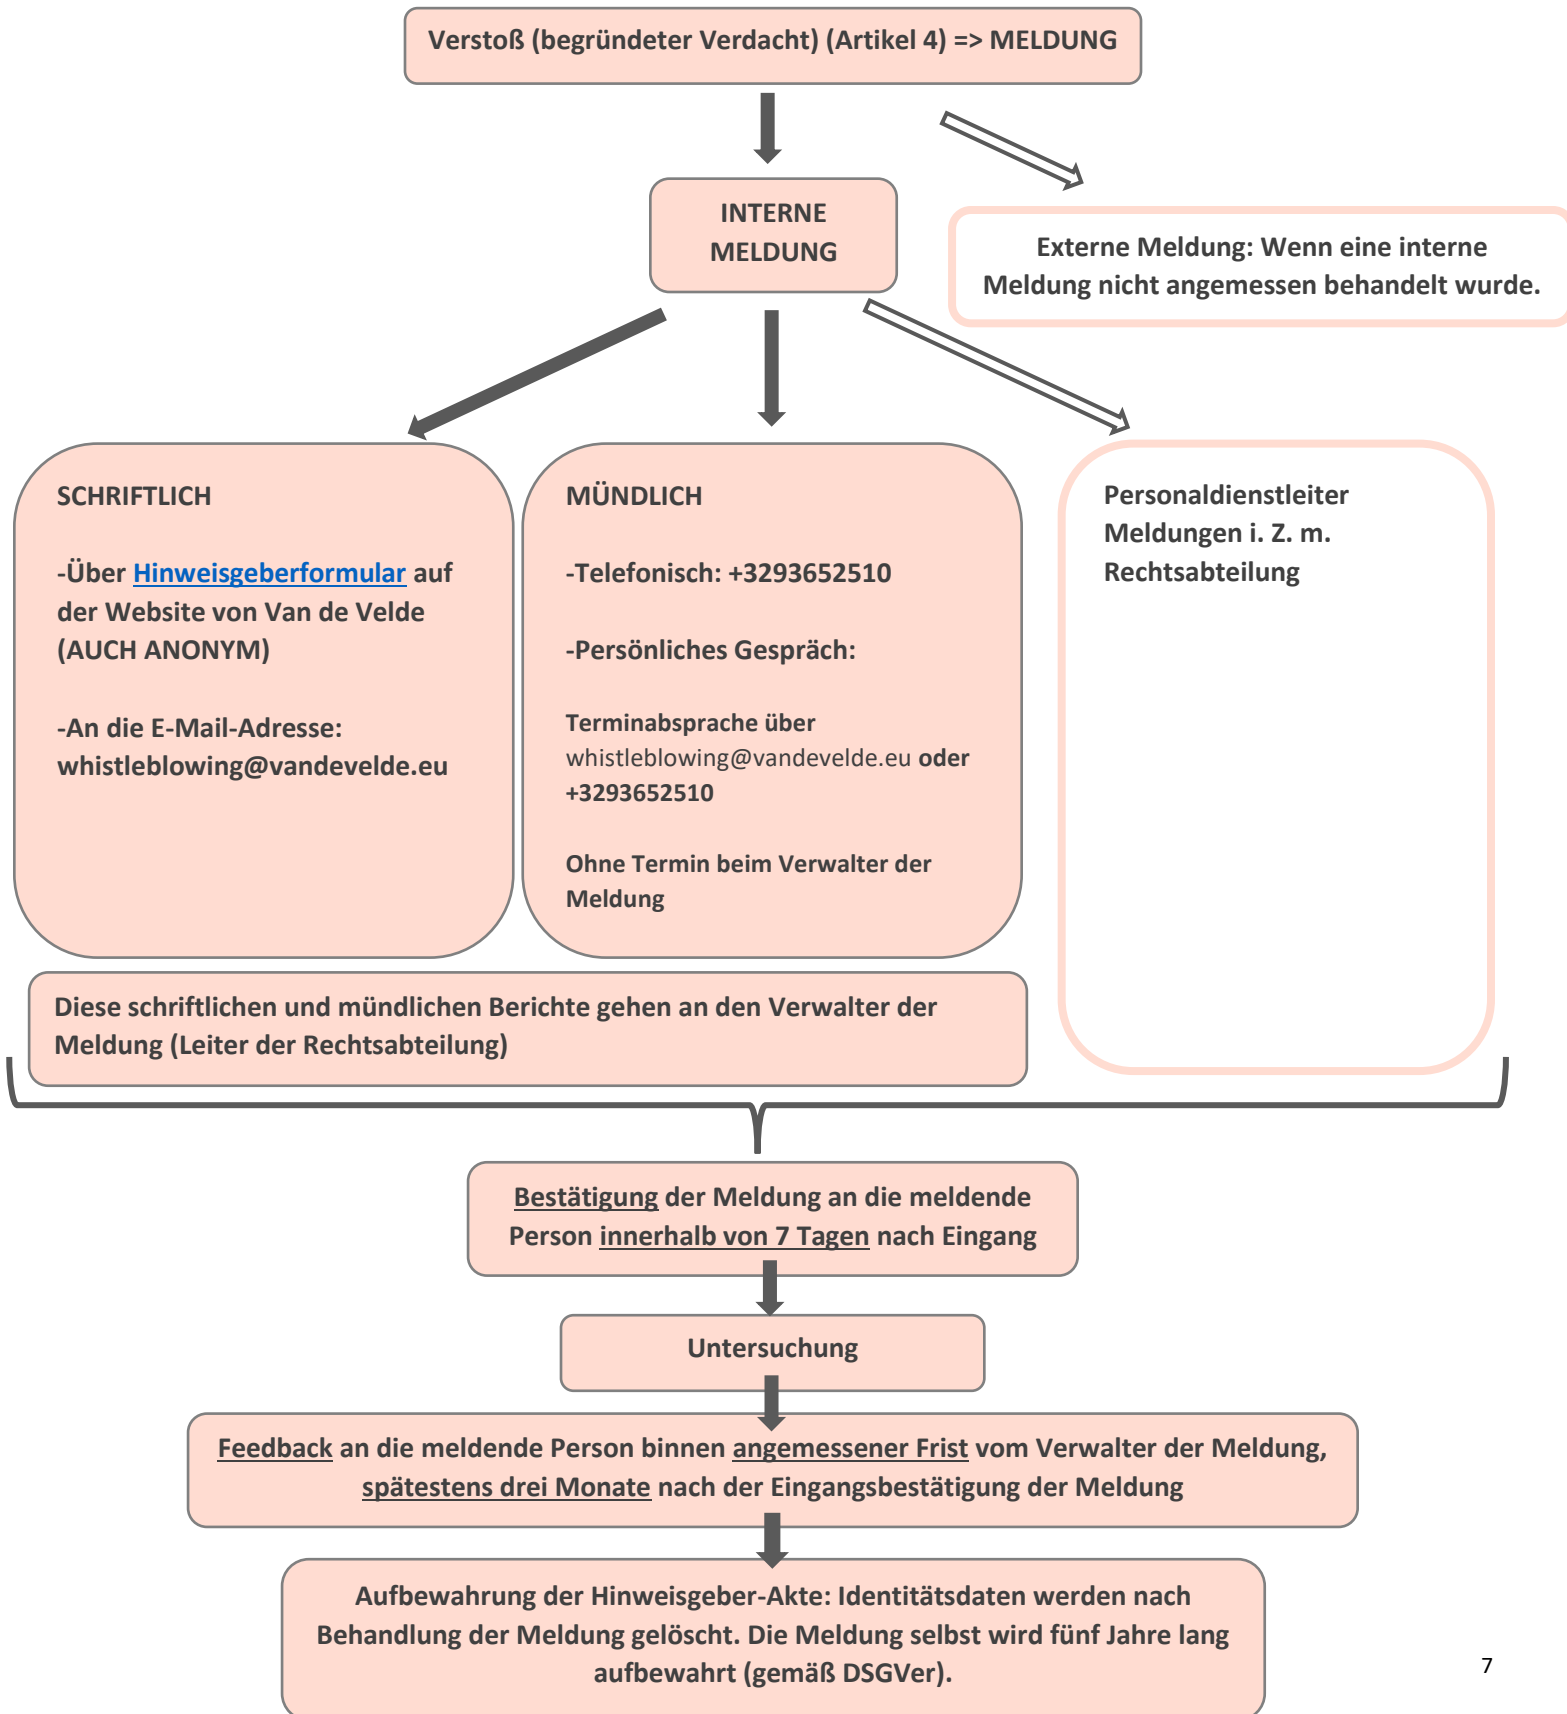 Verstoß (begründeter Verdacht) (Artikel 4) => MELDUNG
INTERNE
MELDUNG
Externe Meldung: Wenn eine interne
Meldung nicht angemessen behandelt wurde.
SCHRIFTLICH
-Über Hinweisgeberformular auf
der Website von Van de Velde
(AUCH ANONYM)
-An die E-Mail-Adresse:
whistleblowing@vandevelde.eu
MÜNDLICH
-Telefonisch: +3293652510
-Persönliches Gespräch:
Terminabsprache über
whistleblowing@vandevelde.eu oder
+3293652510
Ohne Termin beim Verwalter der
Meldung
Personaldienstleiter
Meldungen i. Z. m.
Rechtsabteilung
Diese schriftlichen und mündlichen Berichte gehen an den Verwalter der
Meldung (Leiter der Rechtsabteilung)
Bestätigung der Meldung an die meldende
Person innerhalb von 7 Tagen nach Eingang
Untersuchung
Feedback an die meldende Person binnen angemessener Frist vom Verwalter der Meldung,
spätestens drei Monate nach der Eingangsbestätigung der Meldung
Aufbewahrung der Hinweisgeber-Akte: Identitätsdaten werden nach
Behandlung der Meldung gelöscht. Die Meldung selbst wird fünf Jahre lang
aufbewahrt (gemäß DSGVer).
7